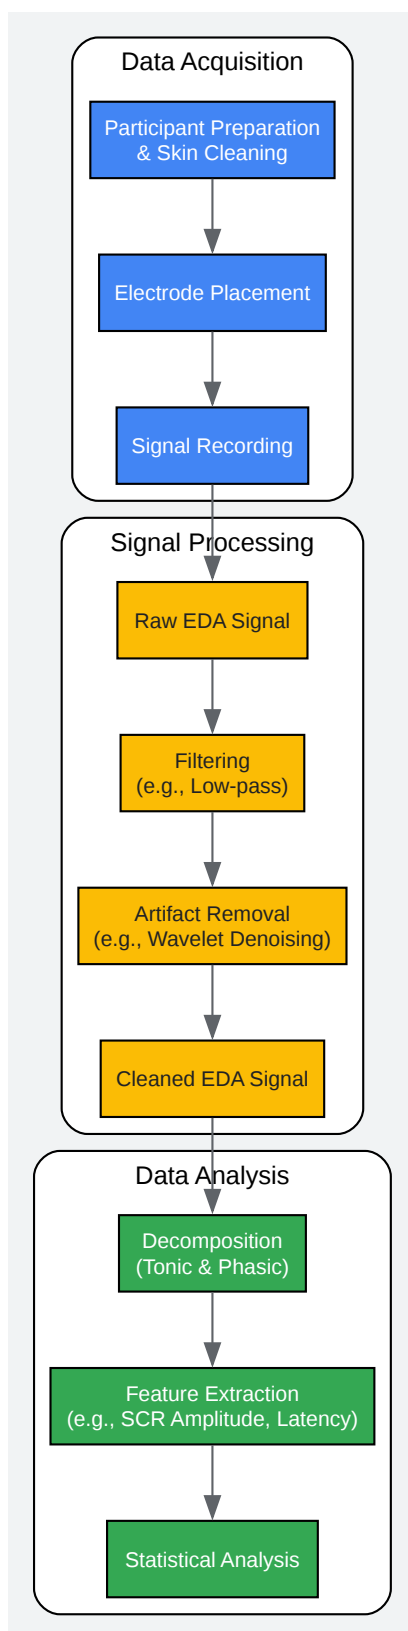 Data Acquisition
Participant Preparation
& Skin Cleaning
Electrode Placement
Signal Recording
Signal Processing
Raw EDA Signal
Filtering
(e.g., Low-pass)
Artifact Removal
(e.g., Wavelet Denoising)
Cleaned EDA Signal
Data Analysis
Decomposition
(Tonic & Phasic)
Feature Extraction
(e.g., SCR Amplitude, Latency)
Statistical Analysis